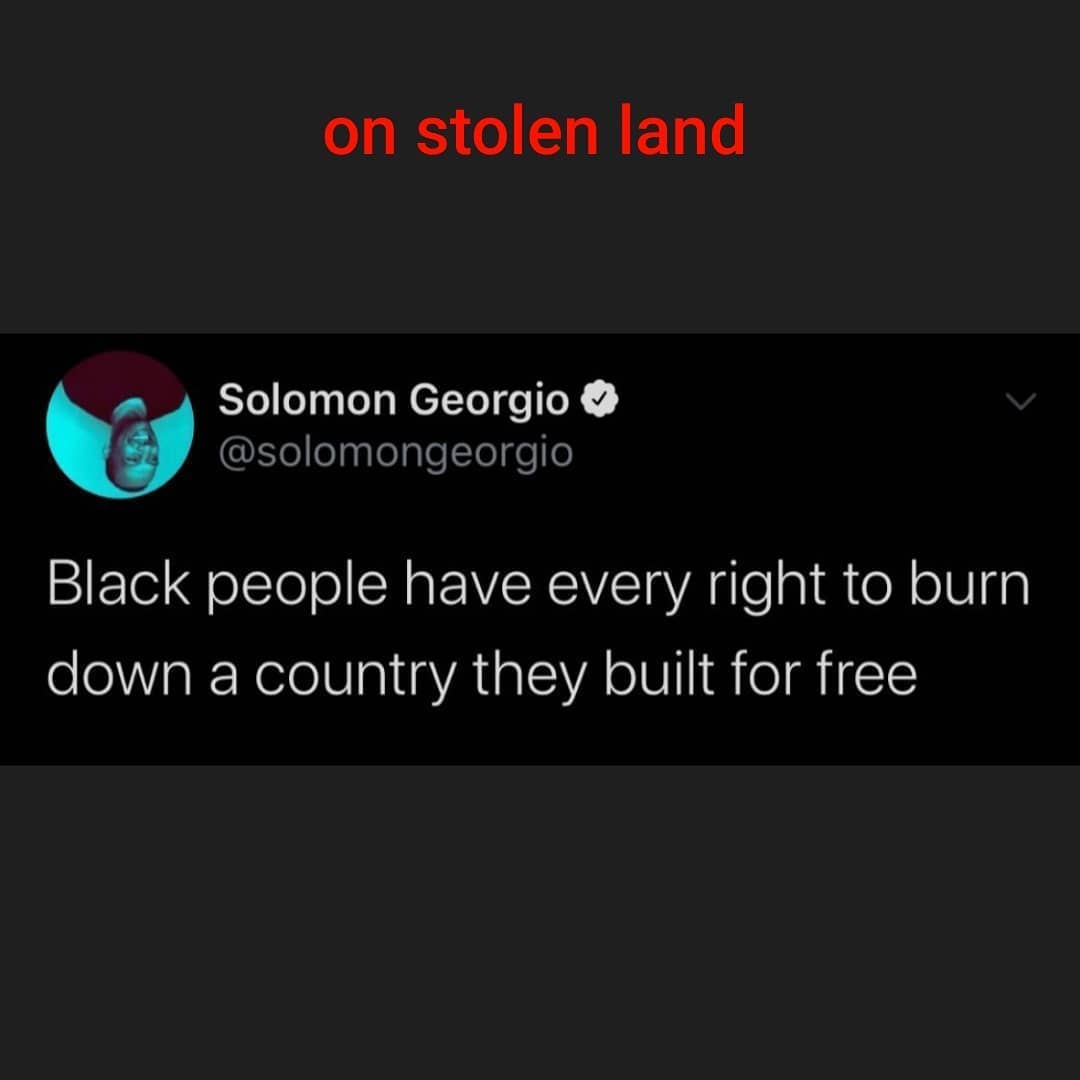 on stolen land
Solomon Georgio
@solomongeorgio
Black people have every right to burn
down a country they built for free